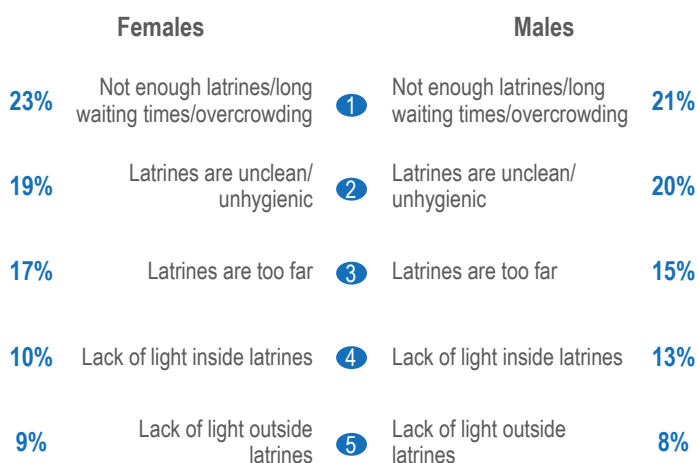 Females Males
23% Not enough latrines/long
waiting times/overcrowding 1 Not enough latrines/long
waiting times/overcrowding 21%
19% Latrines are unclean/
unhygienic 2 Latrines are unclean/
unhygienic 20%
17% Latrines are too far 3 Latrines are too far 15%
10% Lack of light inside latrines 4 Lack of light inside latrines 13%
9% Lack of light outside
latrines 5 Lack of light outside
latrines 8%